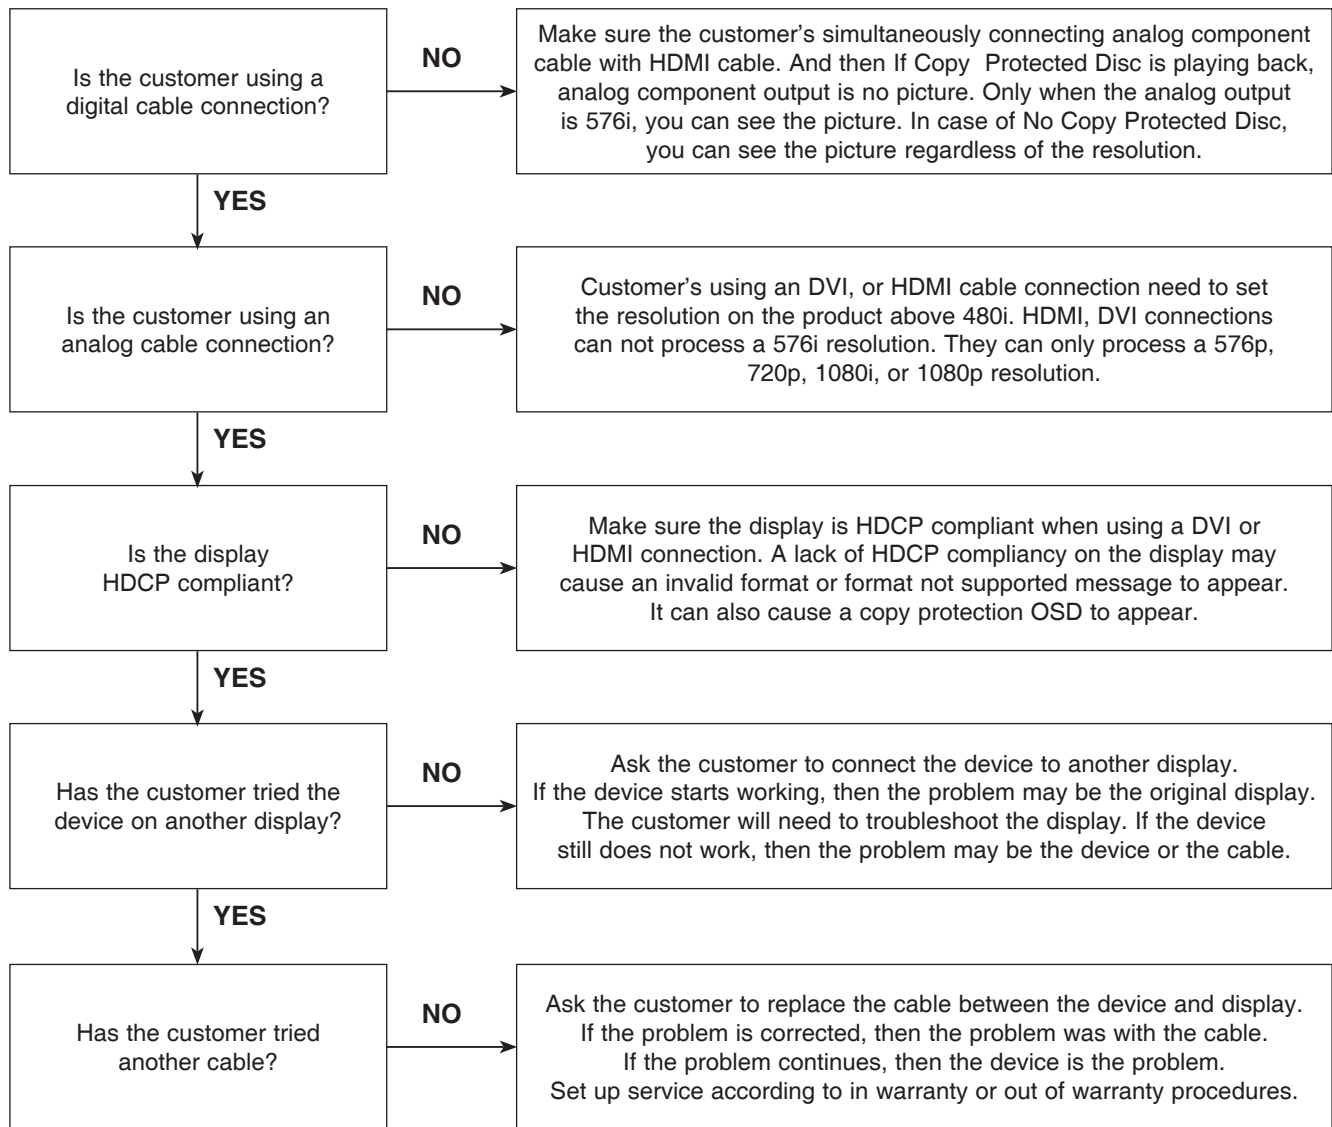 Is the customer using a
digital cable connection?
NO
Make sure the customer’s simultaneously connecting analog component
cable with HDMI cable. And then If Copy Protected Disc is playing back,
analog component output is no picture. Only when the analog output
is 576i, you can see the picture. In case of No Copy Protected Disc,
you can see the picture regardless of the resolution.
YES
Is the customer using an
analog cable connection?
NO
Customer’s using an DVI, or HDMI cable connection need to set
the resolution on the product above 480i. HDMI, DVI connections
can not process a 576i resolution. They can only process a 576p,
720p, 1080i, or 1080p resolution.
YES
Is the display
HDCP compliant?
NO
Make sure the display is HDCP compliant when using a DVI or
HDMI connection. A lack of HDCP compliancy on the display may
cause an invalid format or format not supported message to appear.
It can also cause a copy protection OSD to appear.
YES
Has the customer tried the
device on another display?
NO
Ask the customer to connect the device to another display.
If the device starts working, then the problem may be the original display.
The customer will need to troubleshoot the display. If the device
still does not work, then the problem may be the device or the cable.
YES
Has the customer tried
another cable?
NO
Ask the customer to replace the cable between the device and display.
If the problem is corrected, then the problem was with the cable.
If the problem continues, then the device is the problem.
Set up service according to in warranty or out of warranty procedures.